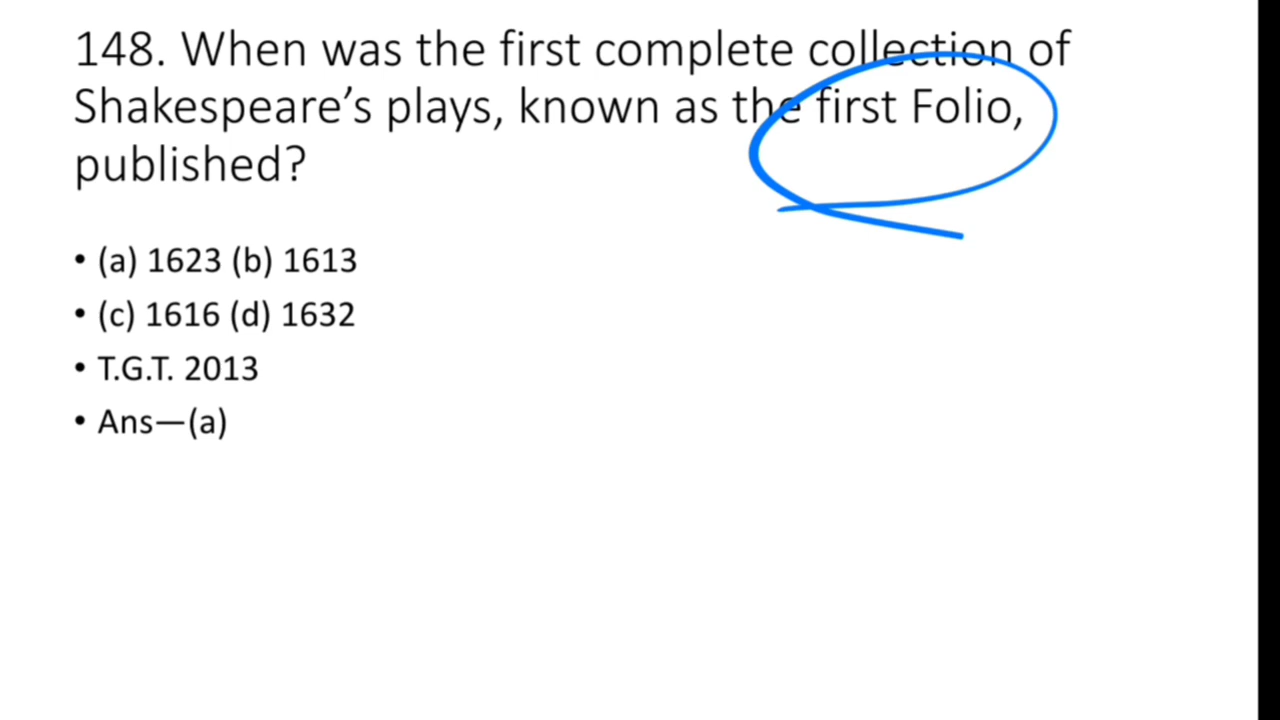 148. When was the first complete collection of
Shakespeare’s plays, known as the first Folio,
published?
• (a) 1623 (b) 1613
• (c) 1616 (d) 1632
• T.G.T. 2013
• Ans—(a)